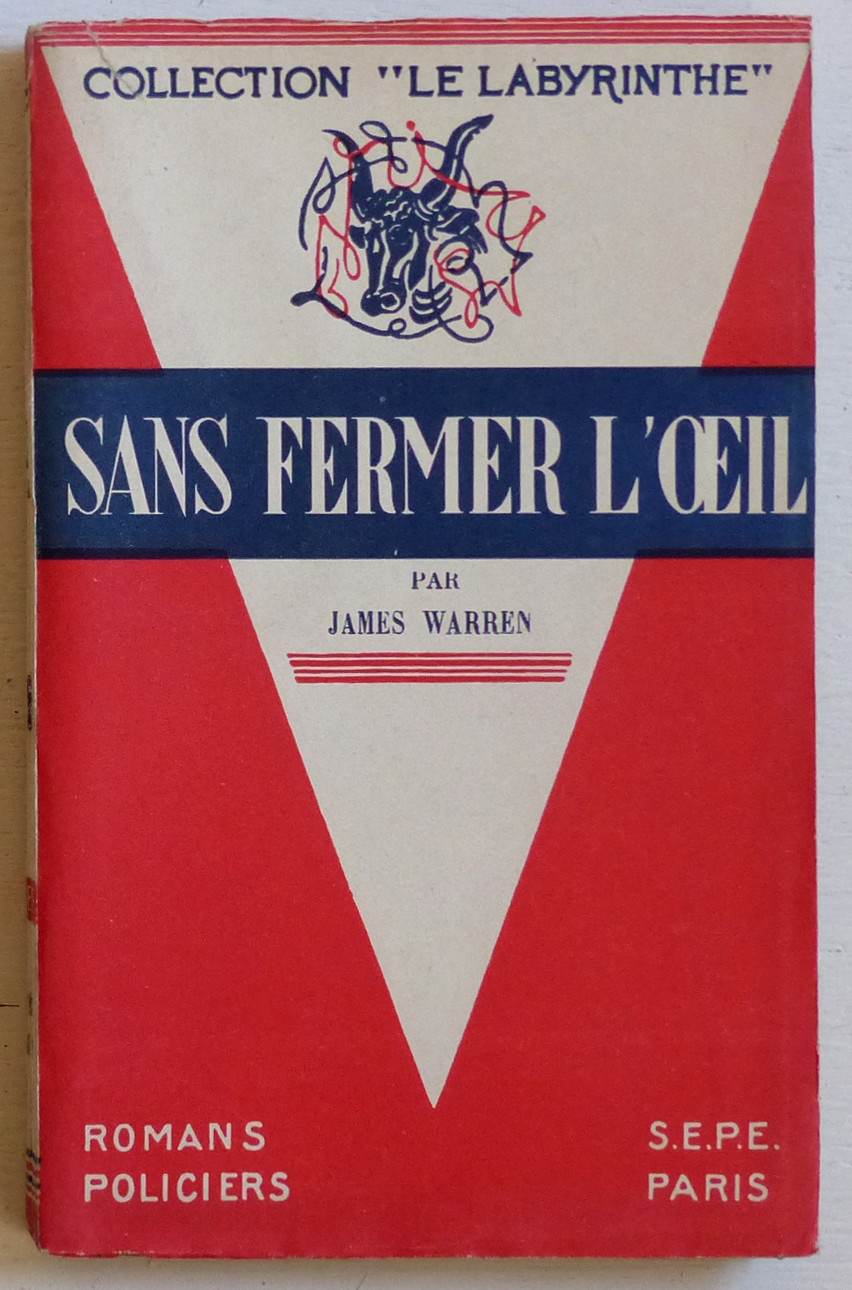 COLLECTION "LE LABYRINTHE"
SANS FERMER L'ŒIL
PAR
JAMES WARREN
ROMANS
POLICIERS
S.E.P.E.
PARIS